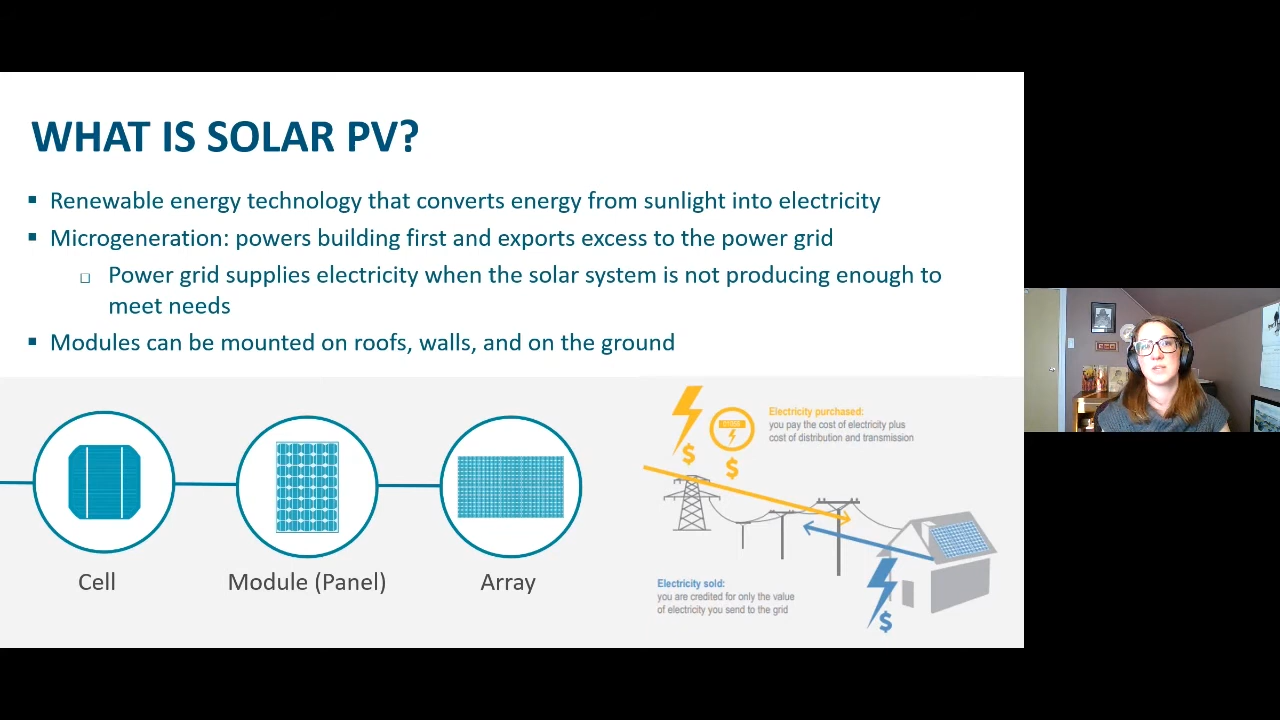 WHAT IS SOLAR PV?
Renewable energy technology that converts energy from sunlight into electricity
Microgeneration: powers building first and exports excess to the power grid
Power grid supplies electricity when the solar system is not producing enough to
meet needs
Modules can be mounted on roofs, walls, and on the ground
Cell
Module (Panel)
Array
Electricity purchased:
you pay the cost of electricity plus
cost of distribution and transmission
$
$
Electricity sold:
you are credited for only the value
of electricity you send to the grid
$